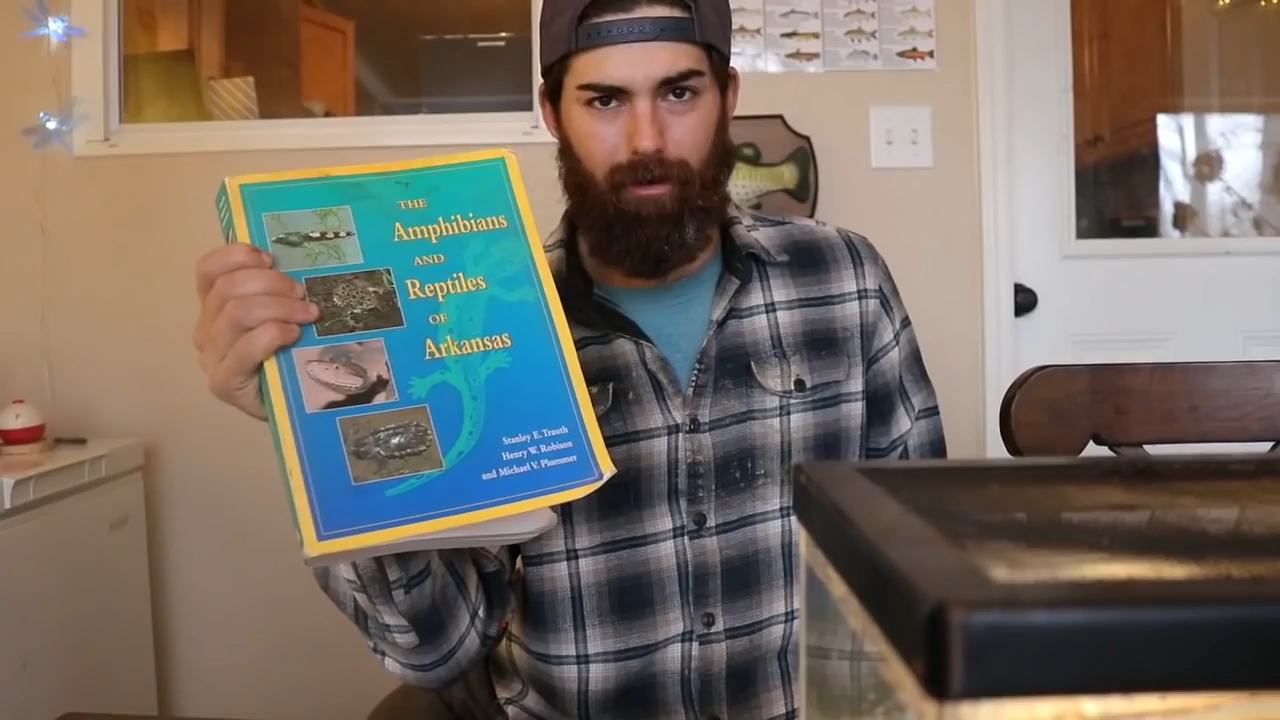 THE
Amphibians
AND
Reptiles
OF
Arkansas
Stanley E. Trauth
Henry W. Robison
and Michael V. Plummer